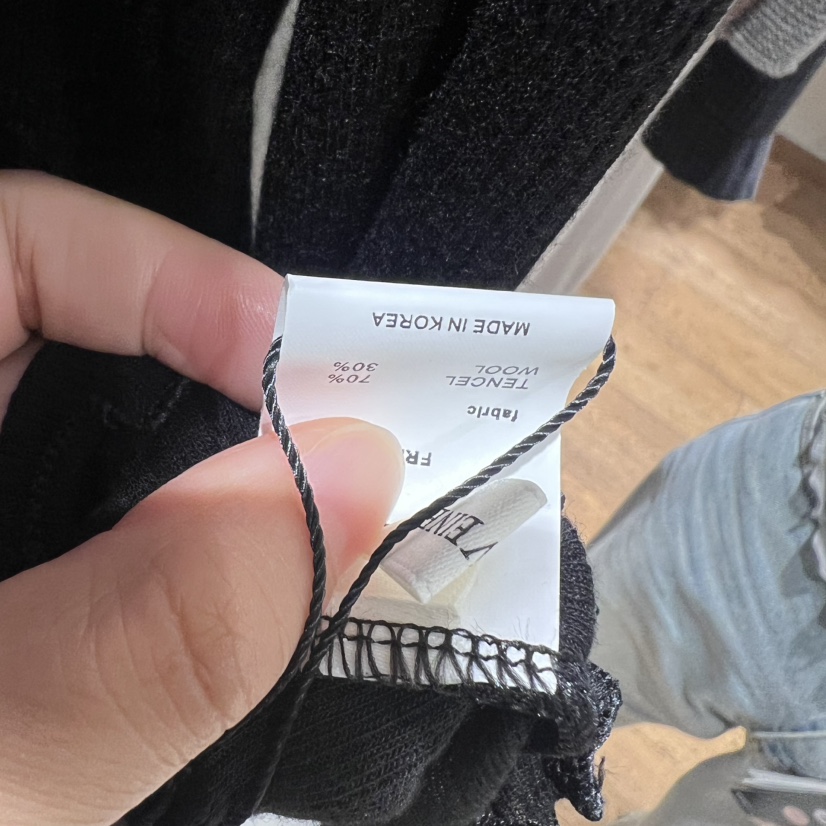 fabric
TENCEL 70%
WOOL 30%
MADE IN KOREA